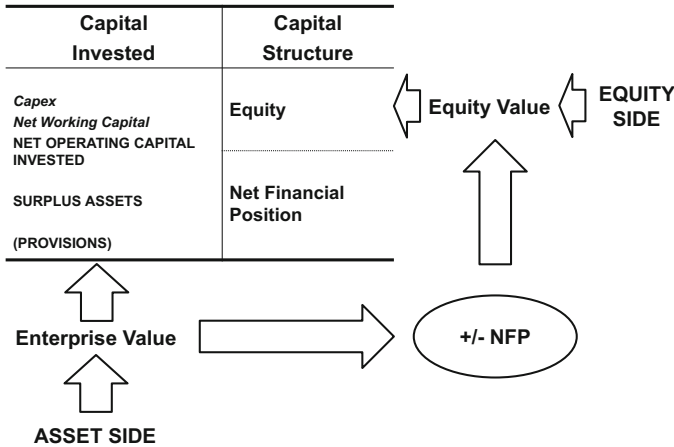 Capital
Invested
Capital
Structure
Capex
Net Working Capital
NET OPERATING CAPITAL
INVESTED
SURPLUS ASSETS
(PROVISIONS)
Equity
Net Financial
Position
Equity Value
EQUITY
SIDE
Enterprise Value
+/- NFP
ASSET SIDE